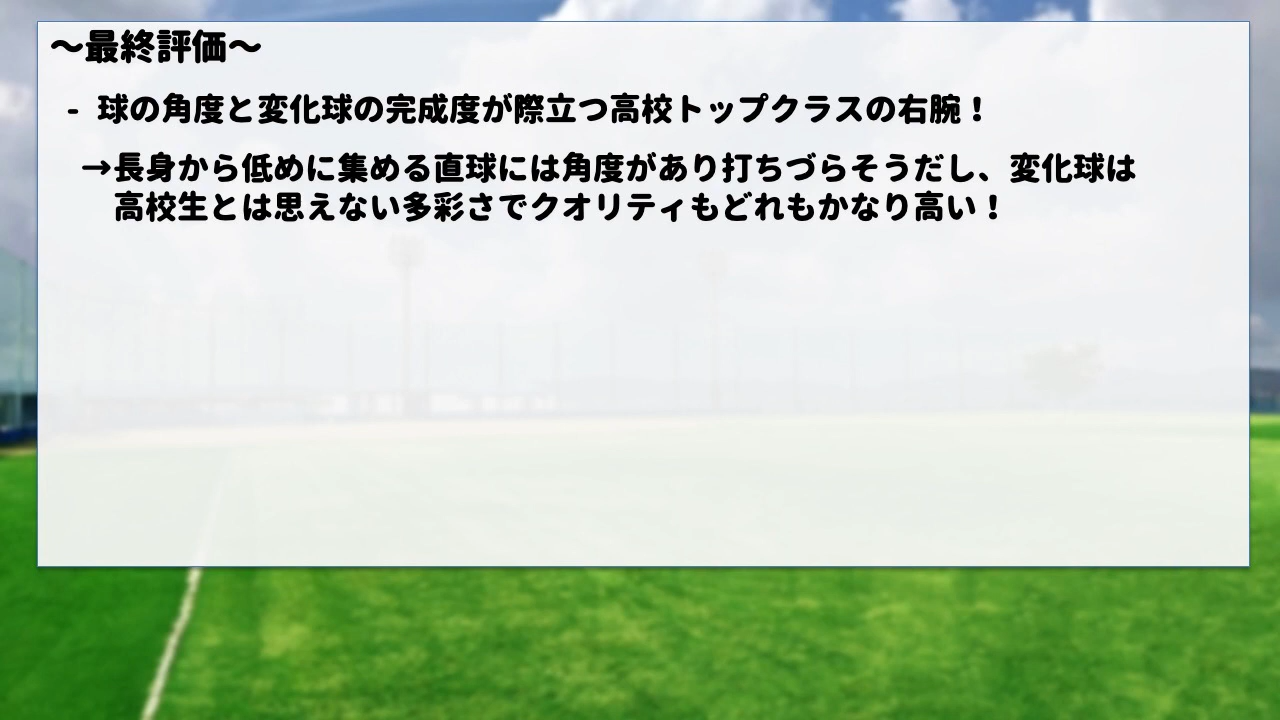 ～最終評価～
- 球の角度と変化球の完成度が際立つ高校トップクラスの右腕！
→長身から低めに集める直球には角度があり打ちづらそうだし、変化球は
高校生とは思えない多彩さでクオリティもどれもかなり高い！